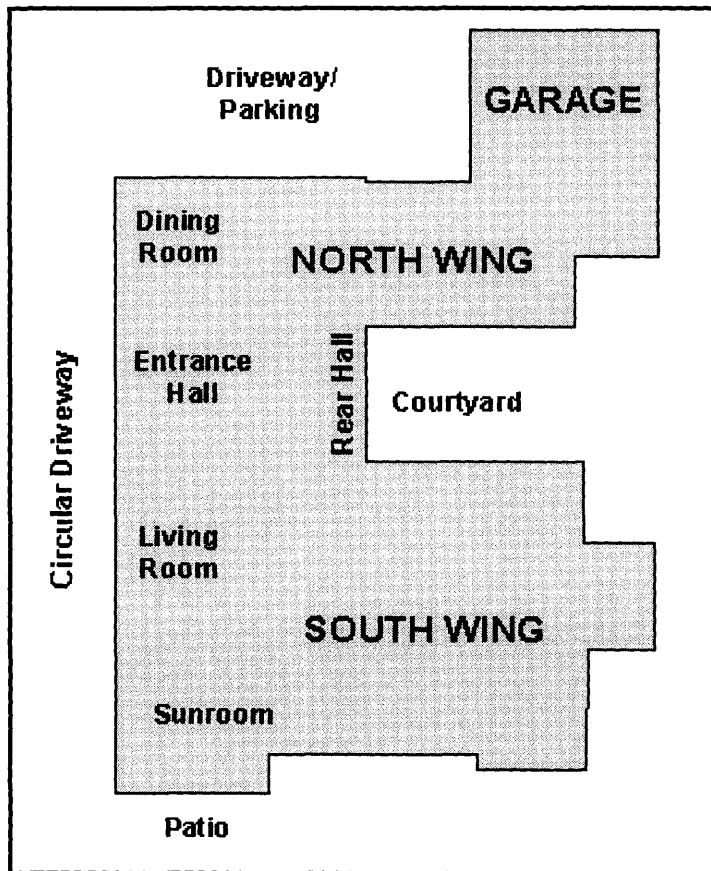 Driveway/
Parking
GARAGE
Dining
Room
NORTH WING
Entrance
Hall
Rear Hall
Courtyard
Circular Driveway
Living
Room
SOUTH WING
Sunroom
Patio